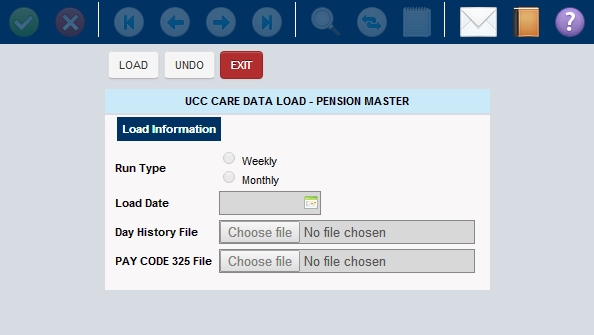 LOAD UNDO EXIT
UCC CARE DATA LOAD - PENSION MASTER
Load Information
Run Type
Weekly
Monthly
Load Date
Day History File Choose file No file chosen
PAY CODE 325 File Choose file No file chosen